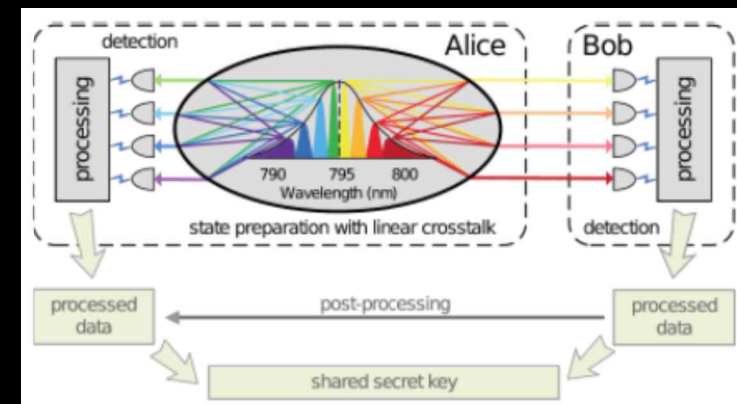 detection
Alice
Bob
processing
processing
790 795 800
Wavelength (nm)
state preparation with linear crosstalk
detection
processed
data
post-processing
processed
data
shared secret key